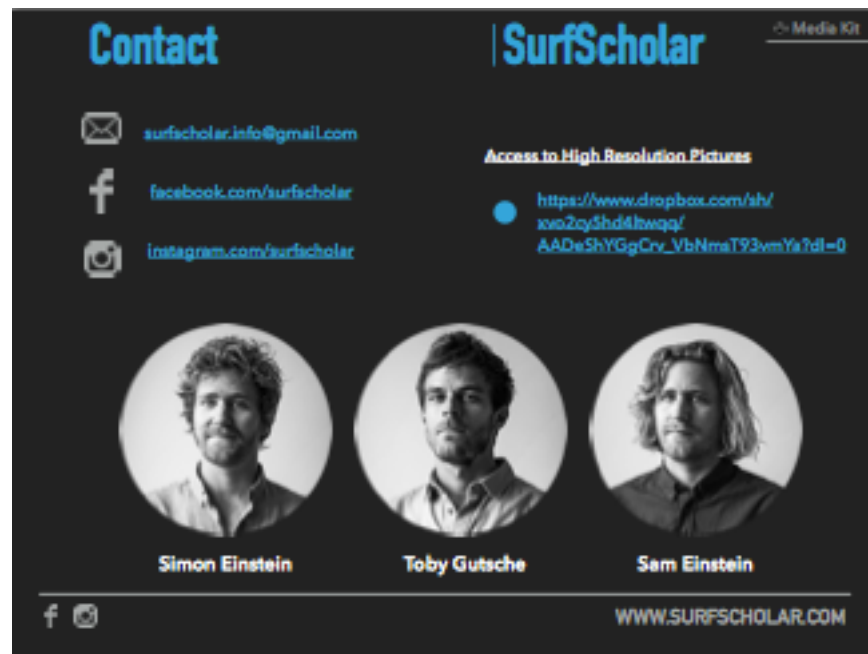 Contact
SurfScholar
Media Kit
surfscholar.info@gmail.com
facebook.com/surfscholar
instagram.com/surfscholar
Access to High Resolution Pictures
https://www.dropbox.com/sh/
AADeShYGgCrv_VbNmsT93vmYa?dl=0
Simon Einstein
Toby Gutsche
Sam Einstein
WWW.SURFSCHOLAR.COM